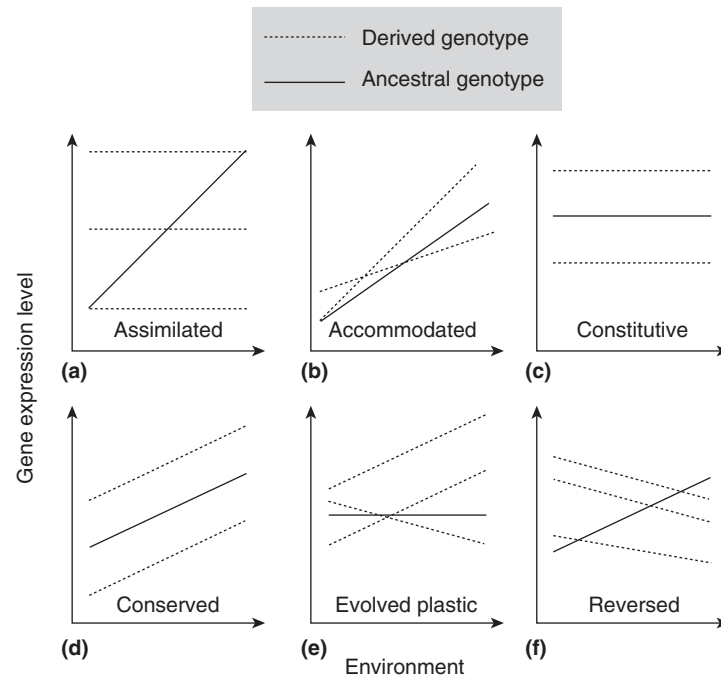 Derived genotype
Ancestral genotype
Gene expression level
Assimilated
(a)
Accommodated
(b)
Constitutive
(c)
Conserved
(d)
Evolved plastic
(e)
Reversed
(f)
Environment